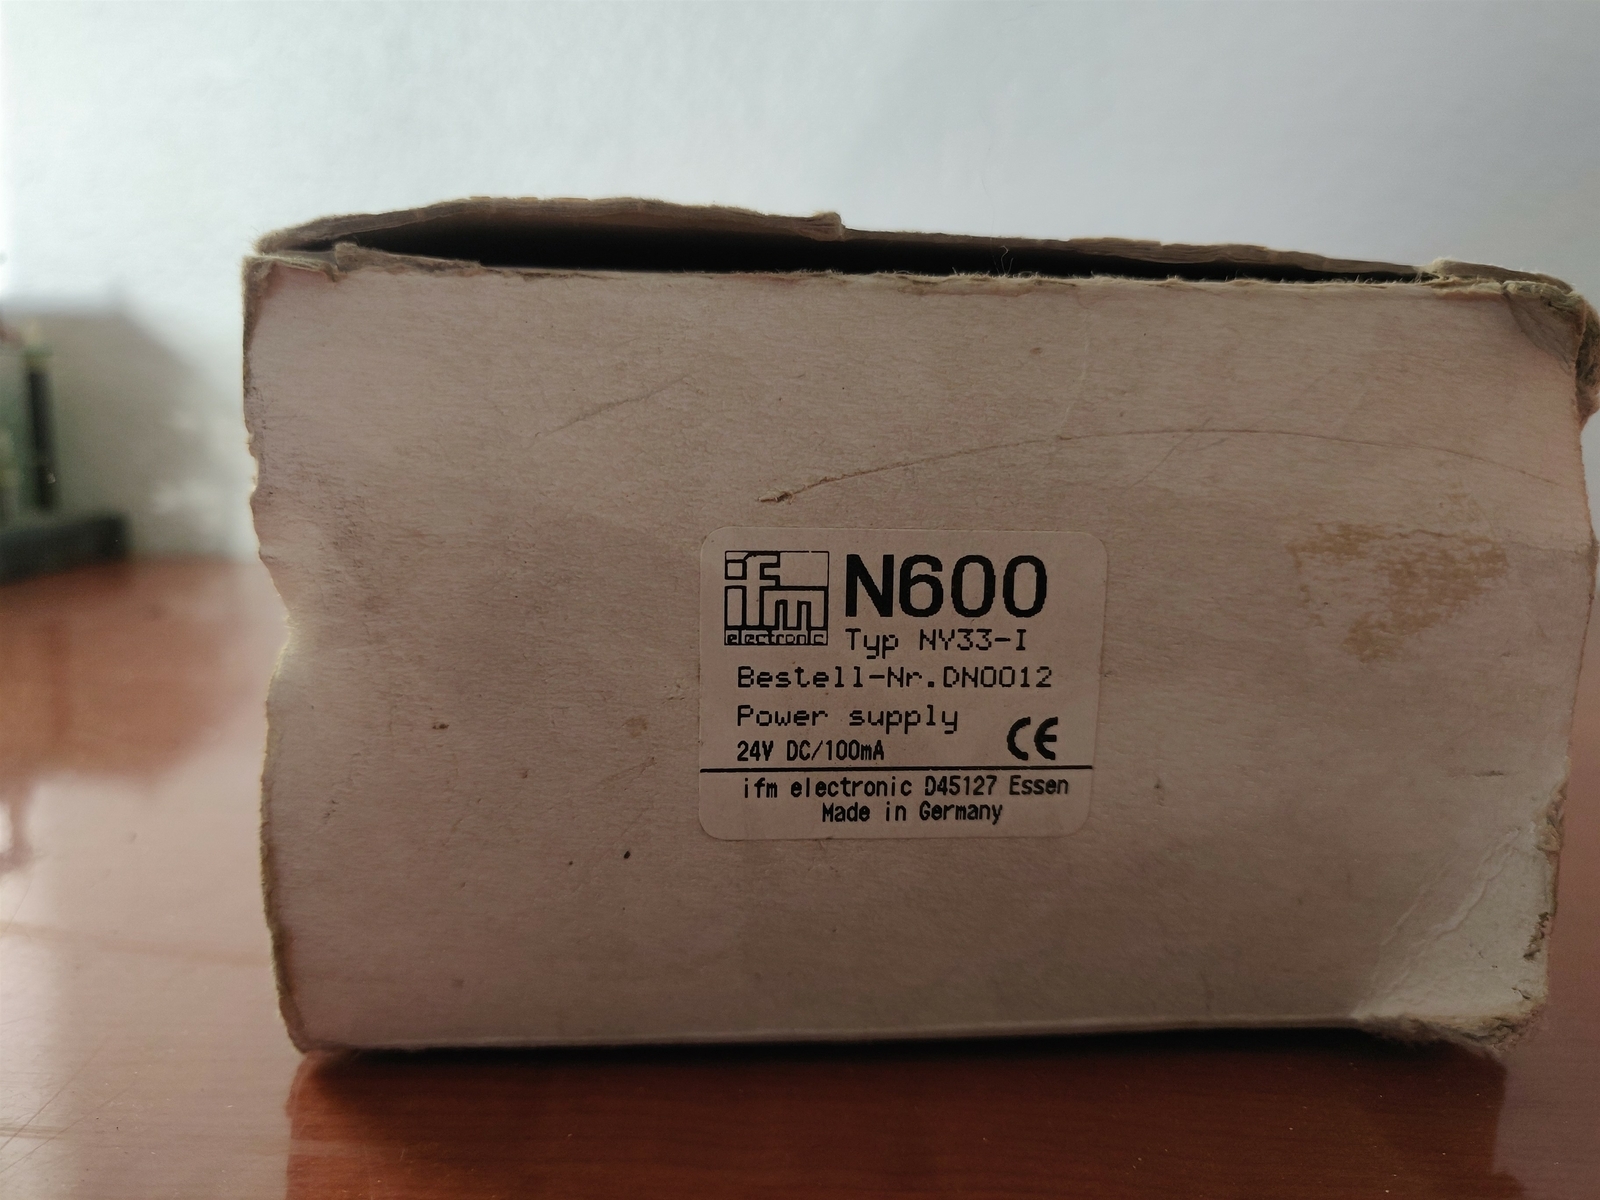 ifm
electronic
N600
Typ NY33-I
Bestell-Nr.DN0012
Power supply
24V DC/100mA
CE
ifm electronic D45127 Essen
Made in Germany